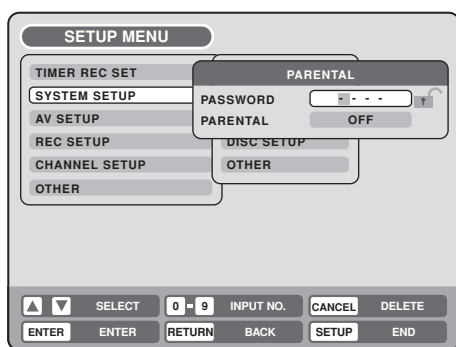 SETUP MENU
TIMER REC SET
SYSTEM SETUP
AV SETUP
REC SETUP
CHANNEL SETUP
OTHER
DISC SETUP
OTHER
PARENTAL
PASSWORD - - - -
PARENTAL OFF
▲ ▼ SELECT 0 - 9 INPUT NO. CANCEL DELETE
ENTER ENTER RETURN BACK SETUP END